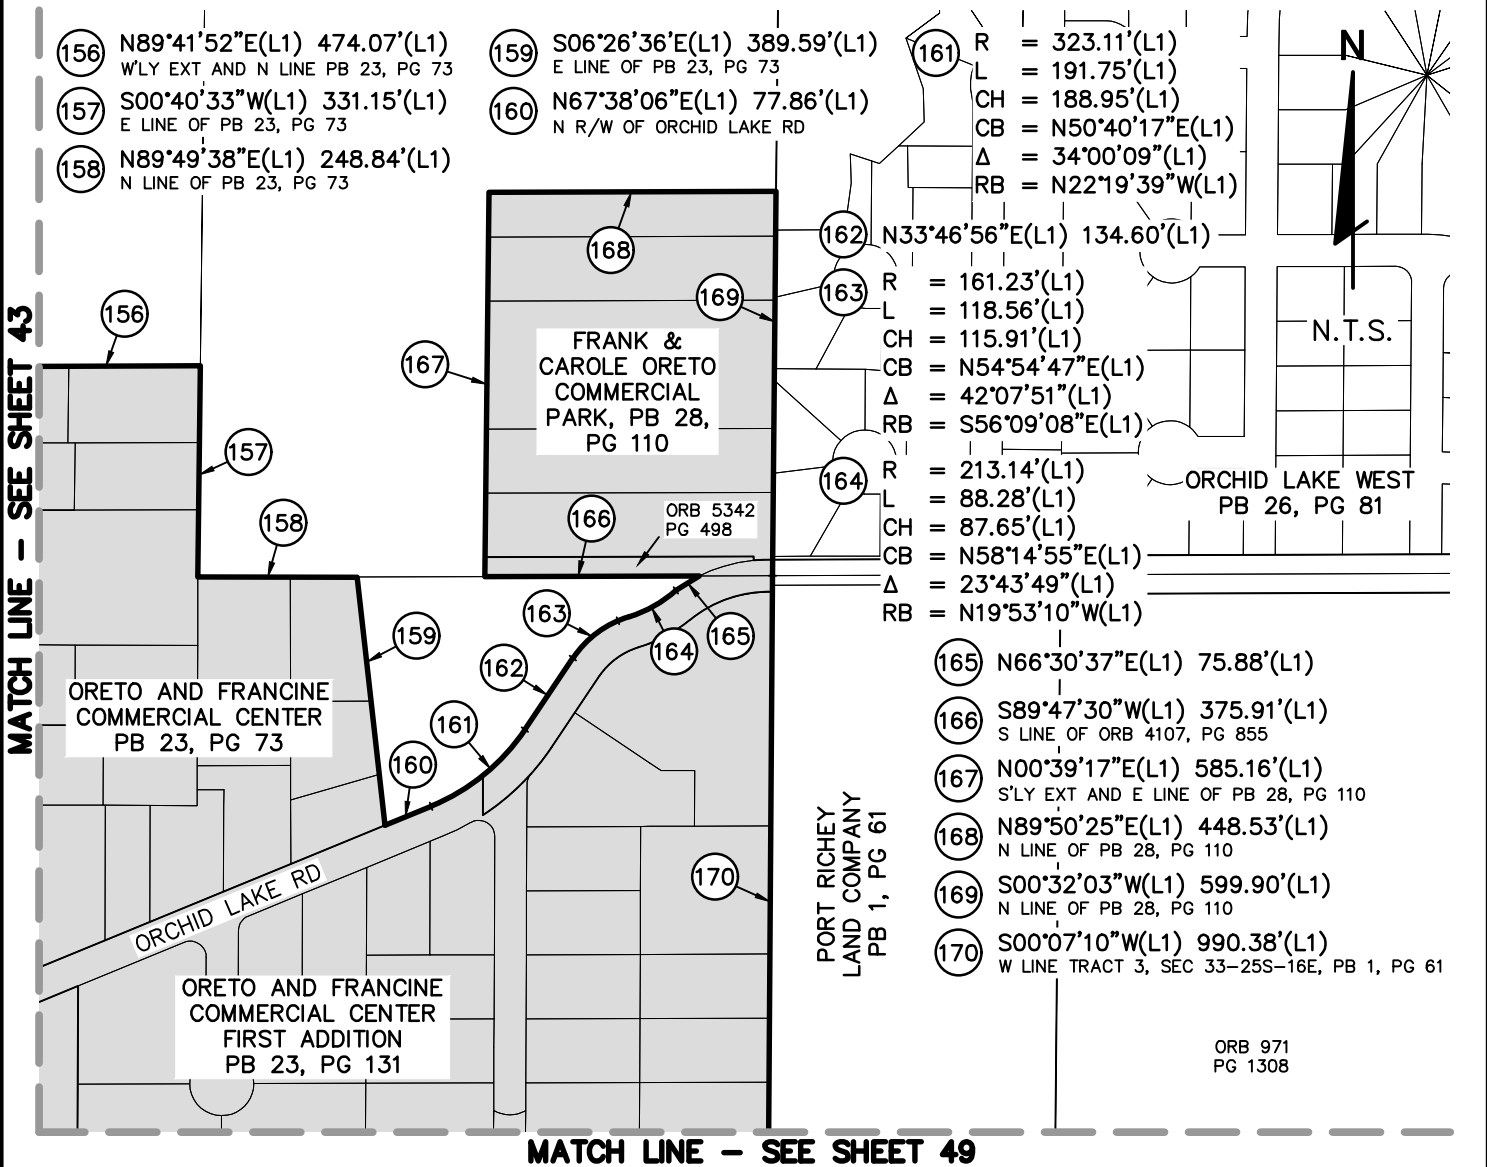 156 N89°41'52"E(L1) 474.07'(L1)
W'LY EXT AND N LINE PB 23, PG 73
157 S00°40'33"W(L1) 331.15'(L1)
E LINE OF PB 23, PG 73
158 N89°49'38"E(L1) 248.84'(L1)
N LINE OF PB 23, PG 73
159 S06°26'36"E(L1) 389.59'(L1)
E LINE OF PB 23, PG 73
160 N67°38'06"E(L1) 77.86'(L1)
N R/W OF ORCHID LAKE RD
161 R = 323.11'(L1)
L = 191.75'(L1)
CH = 188.95'(L1)
CB = N50°40'17"E(L1)
Δ = 34°00'09"(L1)
RB = N22°19'39"W(L1)
162 N33°46'56"E(L1) 134.60'(L1)
163 R = 161.23'(L1)
L = 118.56'(L1)
CH = 115.91'(L1)
CB = N54°54'47"E(L1)
Δ = 42°07'51"(L1)
RB = S56°09'08"E(L1)
164 R = 213.14'(L1)
L = 88.28'(L1)
CH = 87.65'(L1)
CB = N58°14'55"E(L1)
Δ = 23°43'49"(L1)
RB = N19°53'10"W(L1)
165 N66°30'37"E(L1) 75.88'(L1)
166 S89°47'30"W(L1) 375.91'(L1)
S LINE OF ORB 4107, PG 855
167 N00°39'17"E(L1) 585.16'(L1)
S'LY EXT AND E LINE OF PB 28, PG 110
168 N89°50'25"E(L1) 448.53'(L1)
N LINE OF PB 28, PG 110
169 S00°32'03"W(L1) 599.90'(L1)
N LINE OF PB 28, PG 110
170 S00°07'10"W(L1) 990.38'(L1)
W LINE TRACT 3, SEC 33-25S-16E, PB 1, PG 61
N
N.T.S.
ORCHID LAKE WEST
PB 26, PG 81
168
169
156
167
157
158
166
FRANK &
CAROLE ORETO
COMMERCIAL
PARK, PB 28,
PG 110
ORB 5342
PG 498
159
163
165
164
162
161
160
170
ORETO AND FRANCINE
COMMERCIAL CENTER
PB 23, PG 73
ORCHID LAKE RD
ORETO AND FRANCINE
COMMERCIAL CENTER
FIRST ADDITION
PB 23, PG 131
PORT RICHEY
LAND COMPANY
PB 1, PG 61
ORB 971
PG 1308
MATCH LINE - SEE SHEET 43
MATCH LINE - SEE SHEET 49